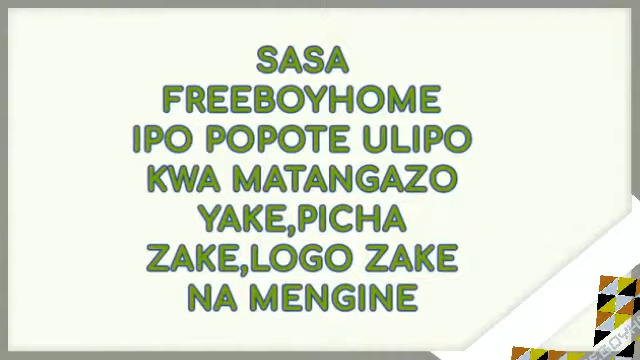 SASA
FREEBOYHOME
IPO POPOTE ULIPO
KWA MATANGAZO
YAKE,PICHA
ZAKE,LOGO ZAKE
NA MENGINE